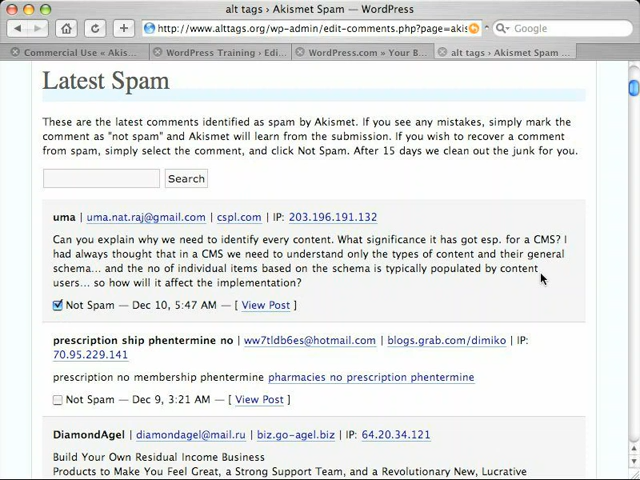 alt tags › Akismet Spam — WordPress
http://www.alttags.org/wp-admin/edit-comments.php?page=akis
Google
Commercial Use « Akis... WordPress Training › Edi... WordPress.com » Your B... alt tags › Akismet Spam ...
Latest Spam
These are the latest comments identified as spam by Akismet. If you see any mistakes, simply mark the
comment as "not spam" and Akismet will learn from the submission. If you wish to recover a comment
from spam, simply select the comment, and click Not Spam. After 15 days we clean out the junk for you.
Search
uma | uma.nat.raj@gmail.com | cspl.com | IP: 203.196.191.132
Can you explain why we need to identify every content. What significance it has got esp. for a CMS? I
had always thought that in a CMS we need to understand only the types of content and their general
schema... and the no of individual items based on the schema is typically populated by content
users... so how will it affect the implementation?
Not Spam — Dec 10, 5:47 AM — [ View Post ]
prescription ship phentermine no | ww7tldb6es@hotmail.com | blogs.grab.com/dimiko | IP:
70.95.229.141
prescription no membership phentermine pharmacies no prescription phentermine
Not Spam — Dec 9, 3:21 AM — [ View Post ]
DiamondAgel | diamondagel@mail.ru | biz.go-agel.biz | IP: 64.20.34.121
Build Your Own Residual Income Business
Products to Make You Feel Great, a Strong Support Team, and a Revolutionary New, Lucrative